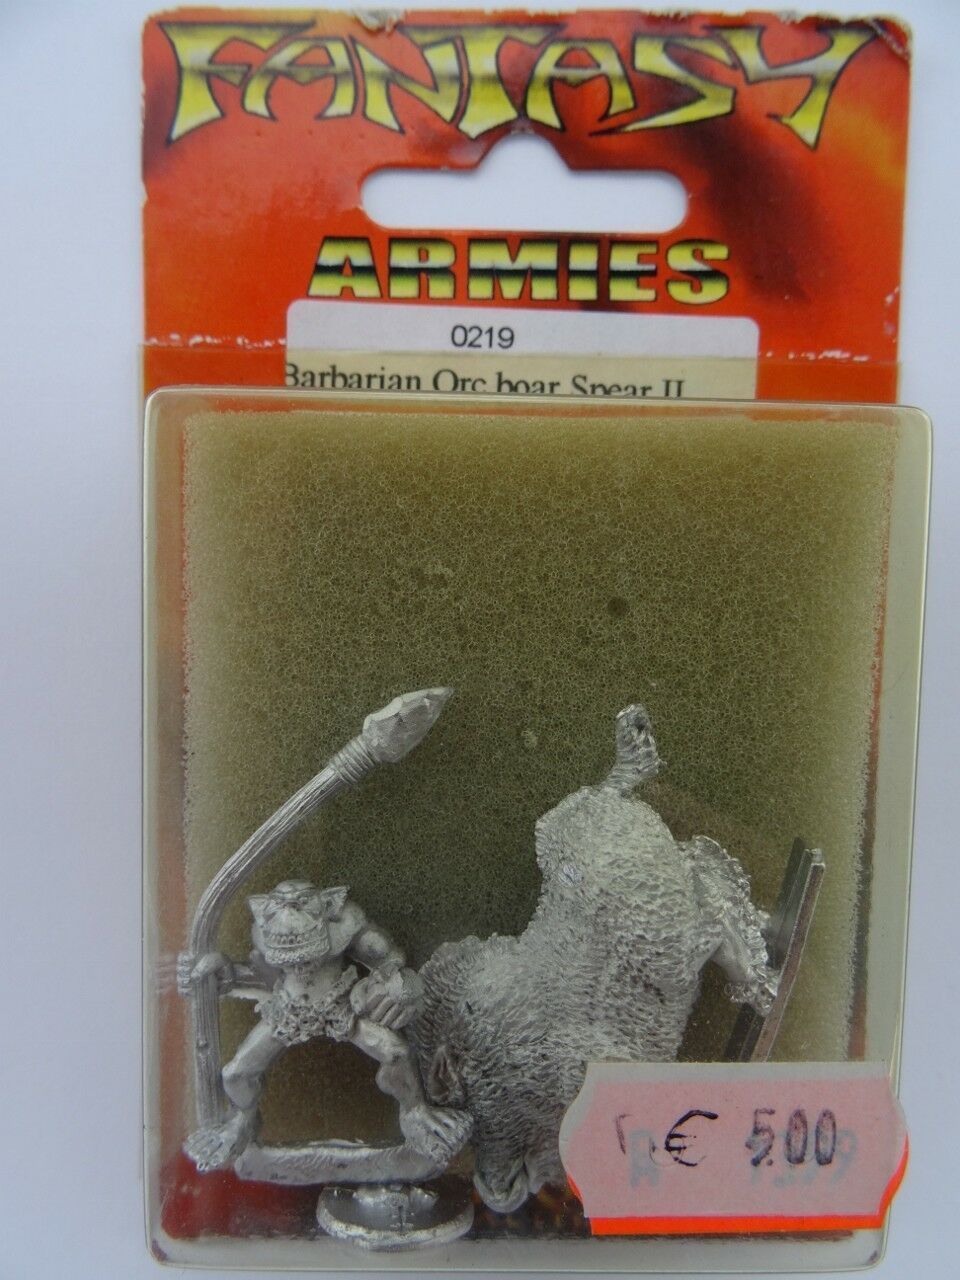 FANTASY
ARMIES
0219
Barbarian Orc boar Spear II
€ 5.00